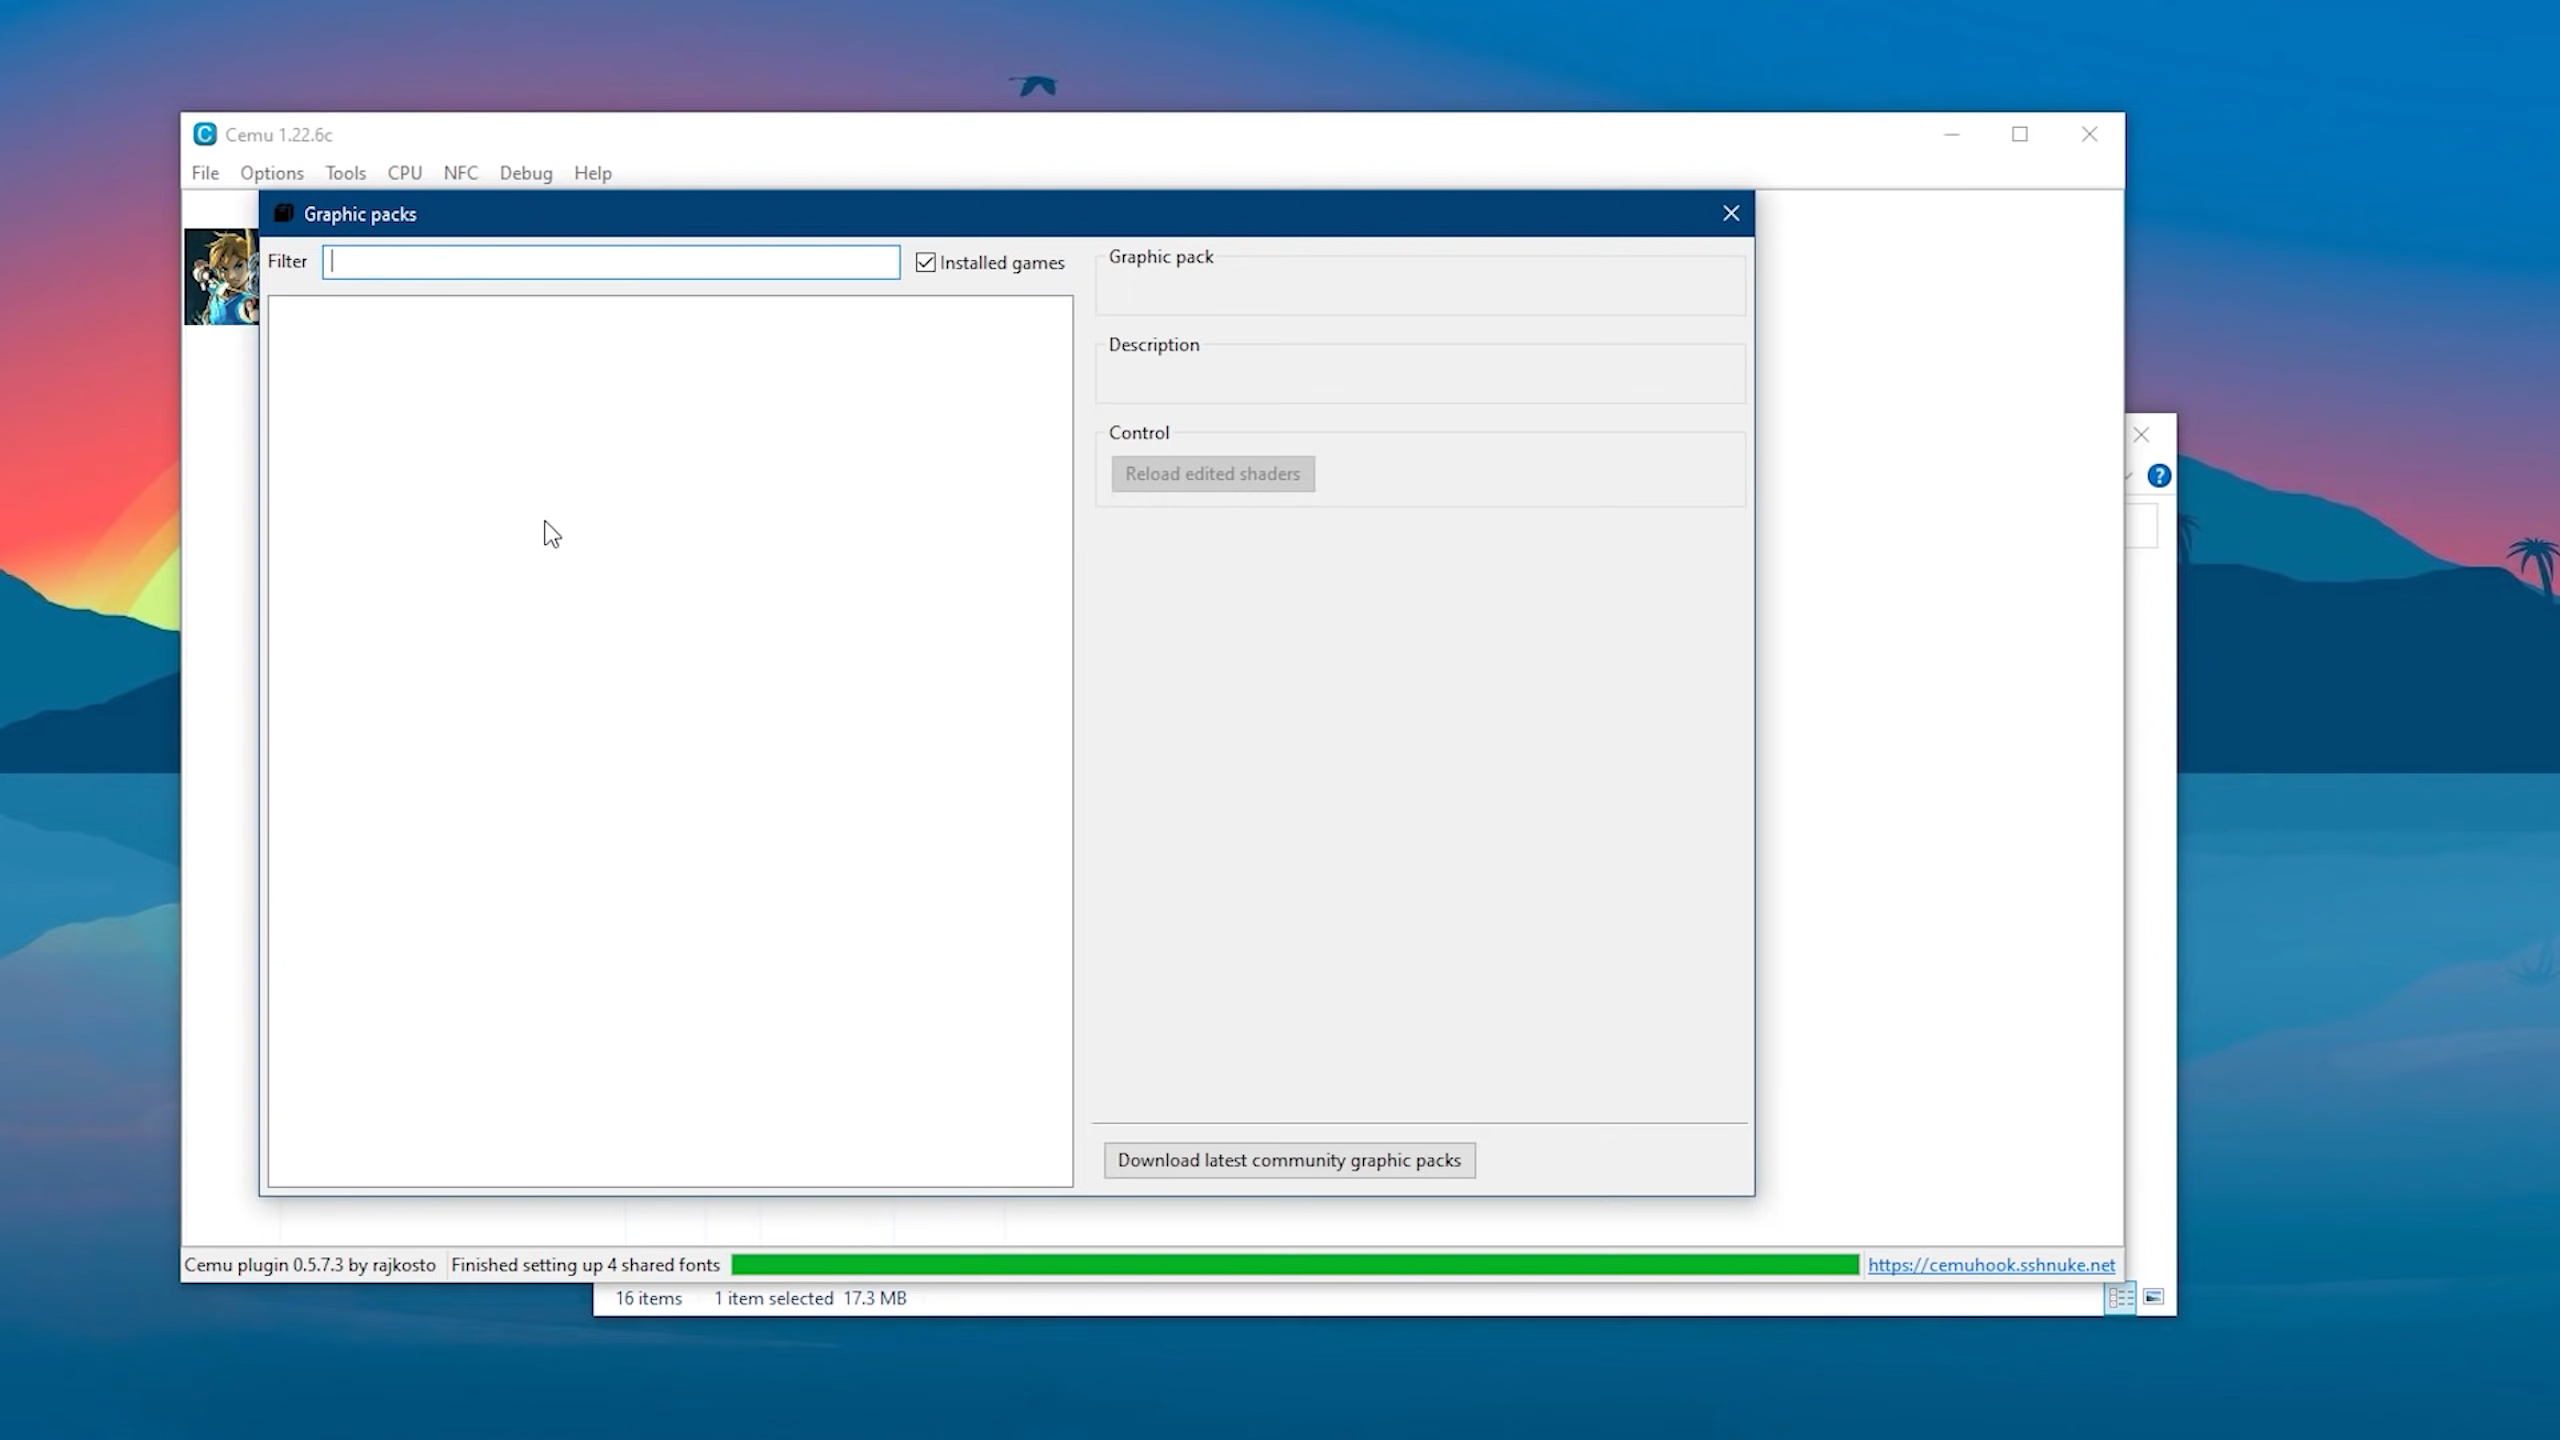 Cemu 1.22.6c
File Options Tools CPU NFC Debug Help
Graphic packs
Filter
Installed games
Graphic pack
Description
Control
Reload edited shaders
Download latest community graphic packs
Cemu plugin 0.5.7.3 by rajkosto
Finished setting up 4 shared fonts
https://cemuhook.sshnuke.net
16 items 1 item selected 17.3 MB